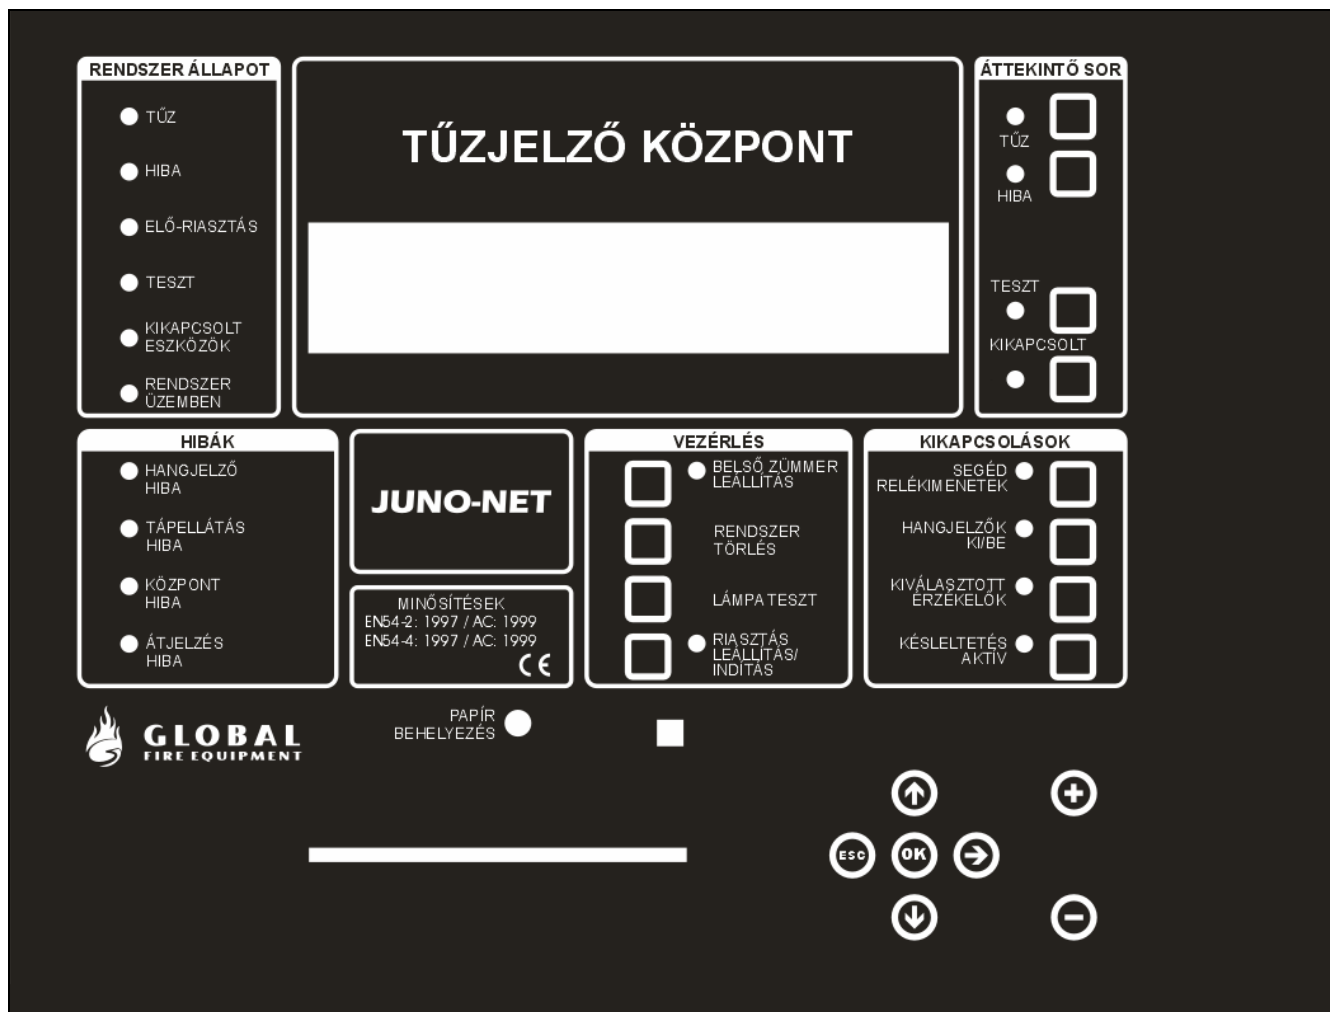 RENDSZER ÁLLAPOT
TŰZ
HIBA
ELŐ-RIASZTÁS
TESZT
KIKAPCSOLT
ESZKÖZÖK
RENDSZER
ÜZEMBEN
TŰZJELZŐ KÖZPONT
ÁTTEKINTŐ SOR
TŰZ
HIBA
TESZT
KIKAPCSOLT
HIBÁK
HANGJELZŐ
HIBA
TÁPELLÁTÁS
HIBA
KÖZPONT
HIBA
ÁTJELZÉS
HIBA
JUNO-NET
MINŐSÍTÉSEK
EN54-2: 1997 / AC: 1999
EN54-4: 1997 / AC: 1999
CE
VEZÉRLÉS
BELSŐ ZÜMMER
LEÁLLÍTÁS
RENDSZER
TÖRLÉS
LÁMPA TESZT
RIASZTÁS
LEÁLLÍTÁS/
INDÍTÁS
KIKAPCSOLÁSOK
SEGÉD
RELÉKIMENETEK
HANGJELZŐK
KI/BE
KIVÁLASZTOTT
ÉRZÉKELŐK
KÉSLELTETÉS
AKTÍV
GLOBAL
FIRE EQUIPMENT
PAPÍR
BEHELYEZÉS
ESC
OK